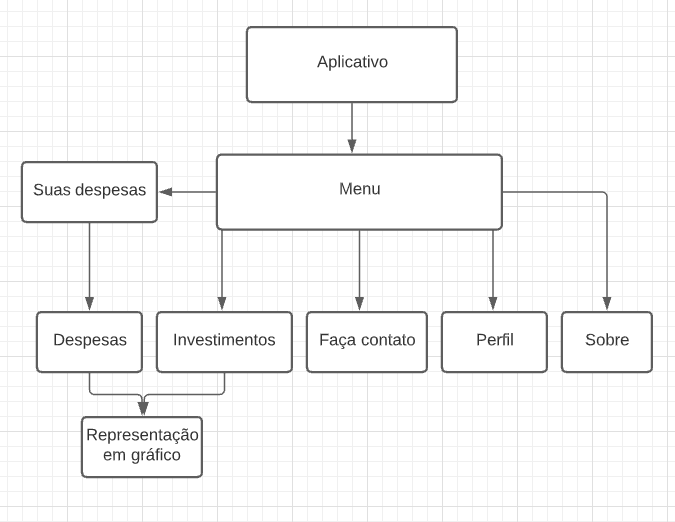 Aplicativo
Menu
Suas despesas
Despesas
Investimentos
Faça contato
Perfil
Sobre
Representação
em gráfico